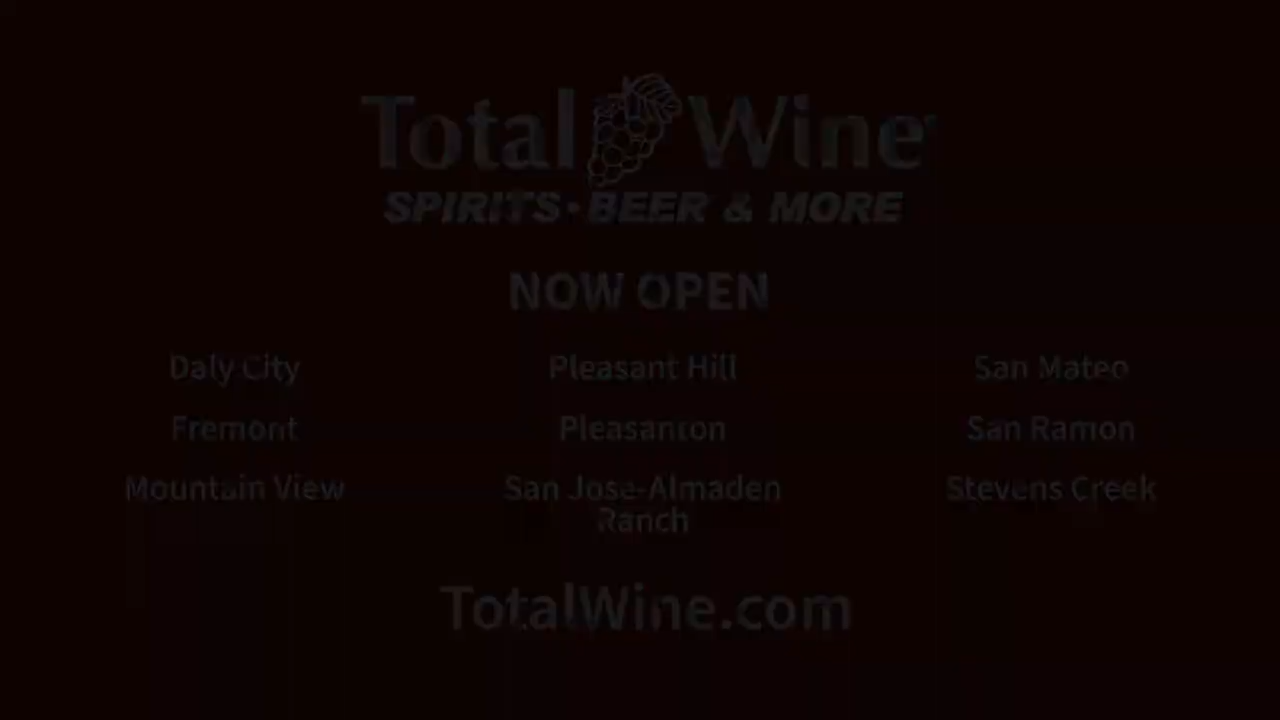 Total Wine
SPIRITS • BEER & MORE
NOW OPEN
Daly City
Pleasant Hill
San Mateo
Fremont
Pleasanton
San Ramon
Mountain View
San Jose-Almaden
Ranch
Stevens Creek
TotalWine.com